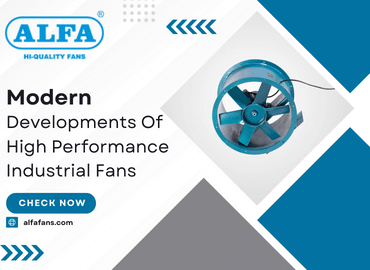 ALFA®
HI-QUALITY FANS
Modern
Developments Of
High Performance
Industrial Fans
CHECK NOW
alfafans.com